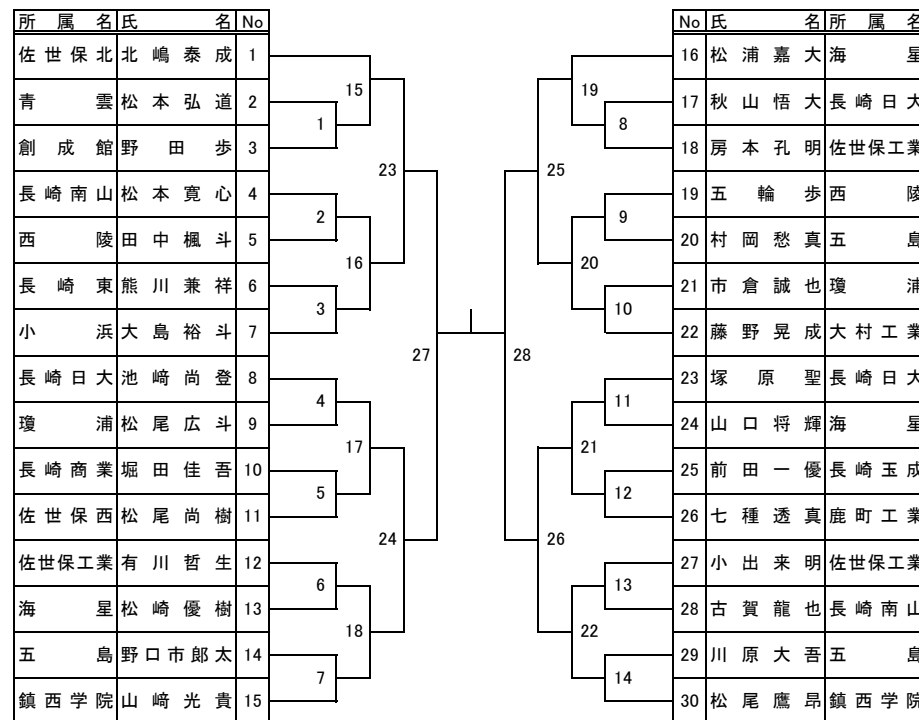 所属名 氏名 No
佐世保北 北嶋泰成 1
青雲 松本弘道 2
創成館 野田歩 3
長崎南山 松本寛心 4
西陵 田中楓斗 5
長崎東 熊川兼祥 6
小浜 大島裕斗 7
長崎日大 池﨑尚登 8
瓊浦 松尾広斗 9
長崎商業 堀田佳吾 10
佐世保西 松尾尚樹 11
佐世保工業 有川哲生 12
海星 松崎優樹 13
五島 野口市郎太 14
鎮西学院 山﨑光貴 15
15
1
23
2
16
3
27
4
17
5
24
6
18
7
19
8
25
9
20
10
28
11
21
12
26
13
22
14
No 氏名 所属名
16 松浦嘉大 海星
17 秋山悟大 長崎日大
18 房本孔明 佐世保工業
19 五輪歩 西陵
20 村岡愁真 五島
21 市倉誠也 瓊浦
22 藤野晃成 大村工業
23 塚原聖 長崎日大
24 山口将輝 海星
25 前田一優 長崎玉成
26 七種透真 鹿町工業
27 小出来明 佐世保工業
28 古賀龍也 長崎南山
29 川原大吾 五島
30 松尾鷹昂 鎮西学院